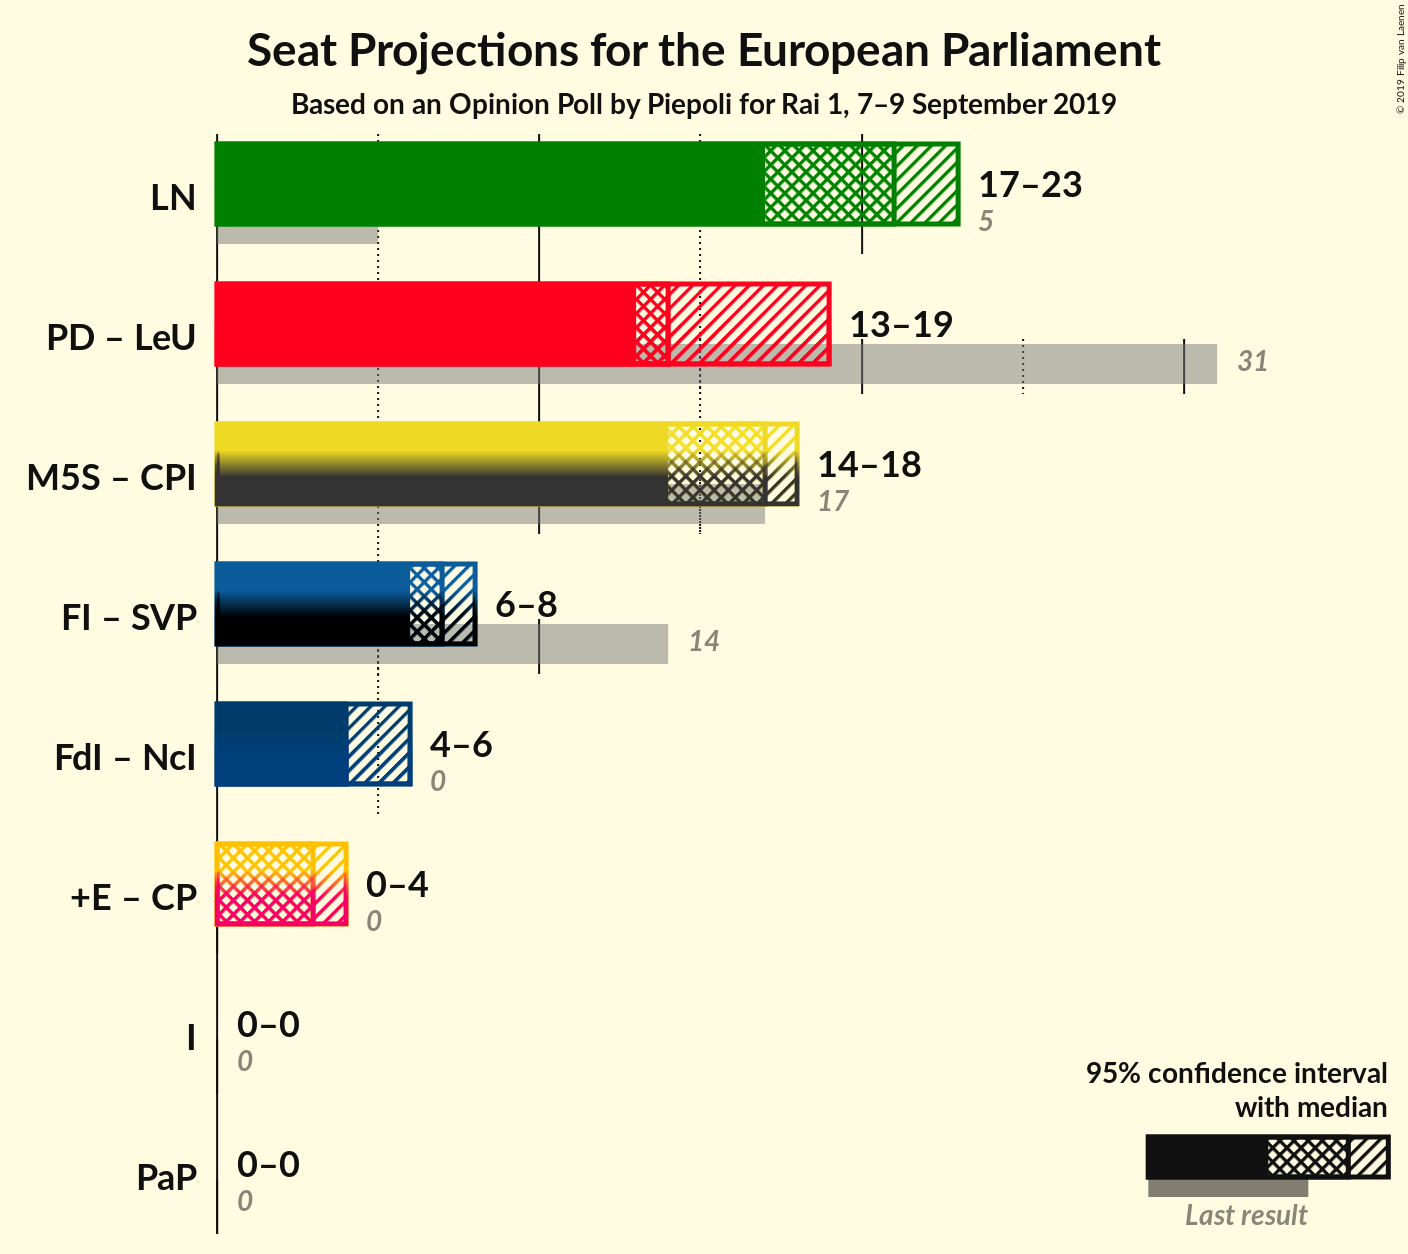 Seat Projections for the European Parliament
Based on an Opinion Poll by Piepoli for Rai 1, 7–9 September 2019
© 2019 Filip van Laenen
LN
17–23
5
PD – LeU
13–19
31
M5S – CPI
14–18
17
FI – SVP
6–8
14
FdI – NcI
4–6
0
+E – CP
0–4
0
I
0–0
0
PaP
0–0
0
95% confidence interval
with median
Last result